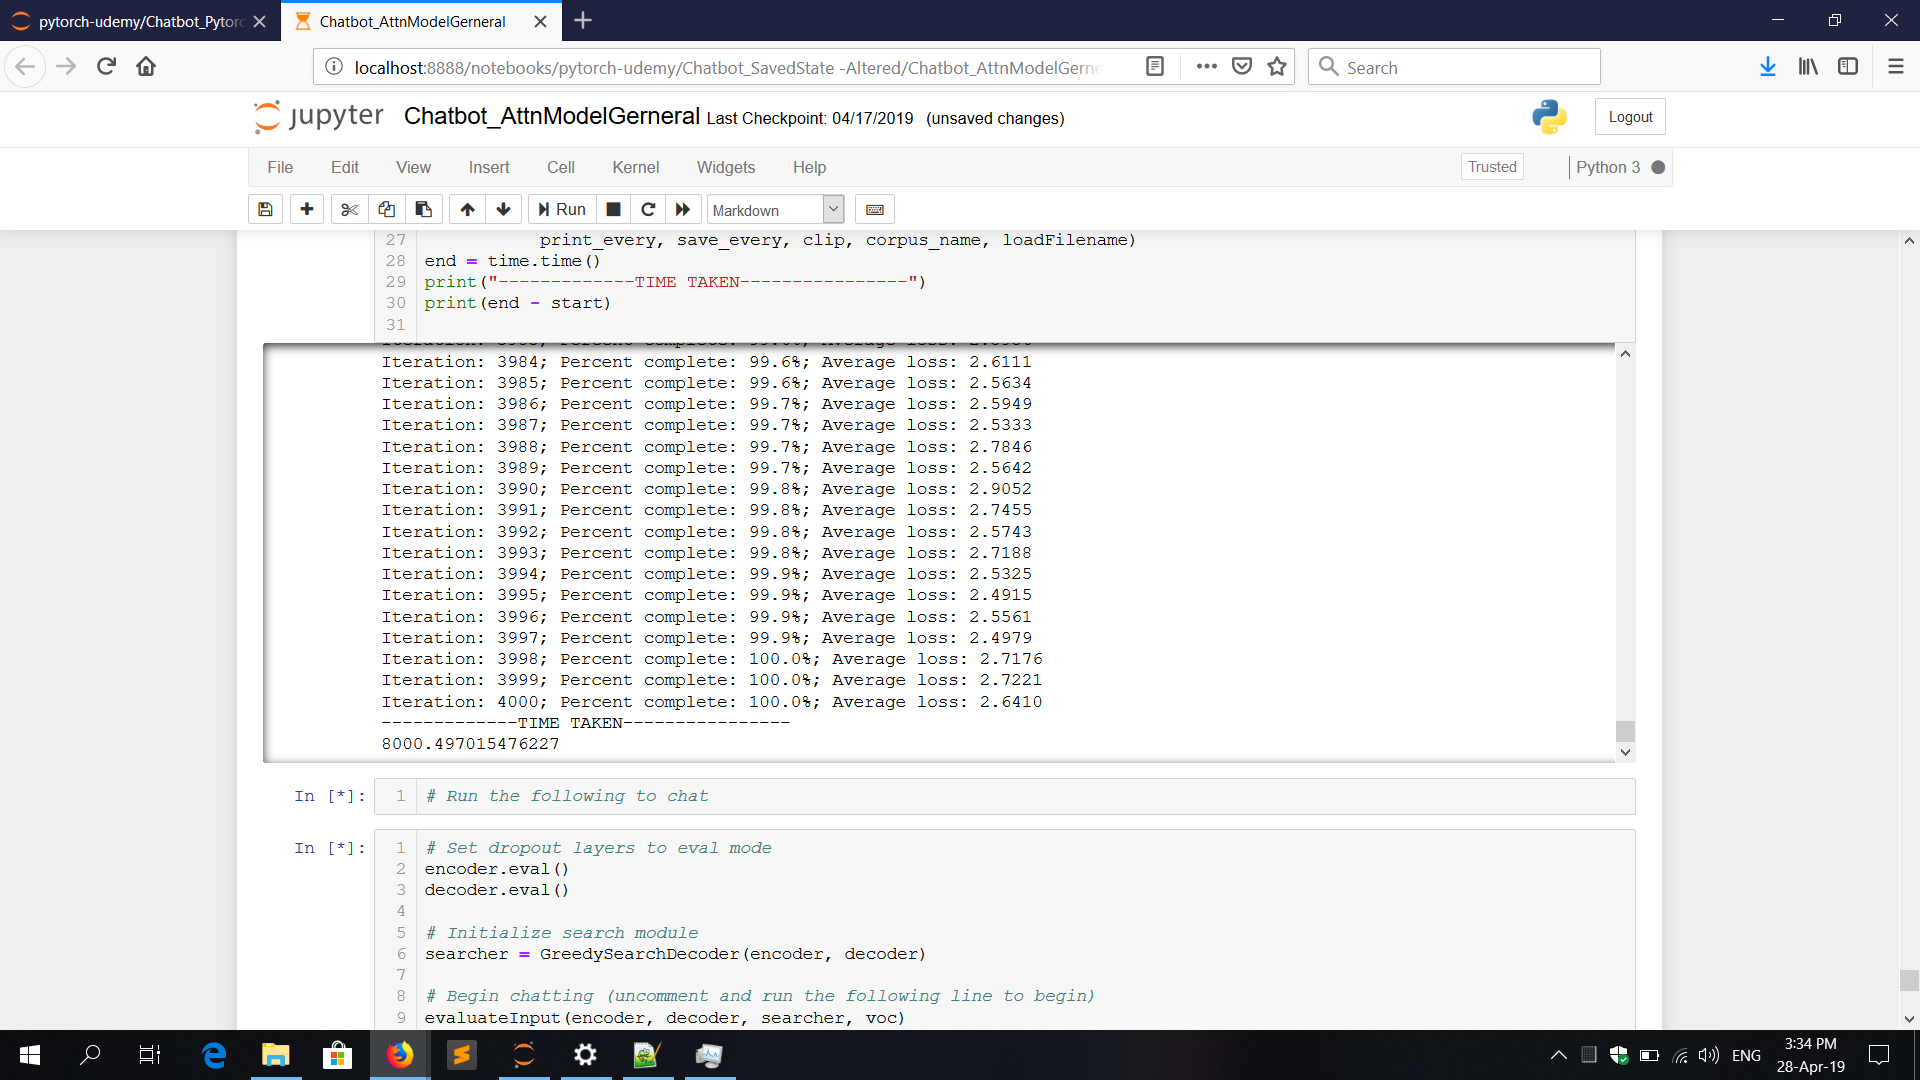 pytorch-udemy/Chatbot_Pytorc
Chatbot_AttnModelGerneral
localhost:8888/notebooks/pytorch-udemy/Chatbot_SavedState -Altered/Chatbot_AttnModelGerne
Search
jupyter Chatbot_AttnModelGerneral Last Checkpoint: 04/17/2019 (unsaved changes)
Logout
File Edit View Insert Cell Kernel Widgets Help
Trusted
Python 3
Run
Markdown
27 print_every, save_every, clip, corpus_name, loadFilename)
28 end = time.time()
29 print("-------------TIME TAKEN----------------")
30 print(end - start)
31
Iteration: 3984; Percent complete: 99.6%; Average loss: 2.6111
Iteration: 3985; Percent complete: 99.6%; Average loss: 2.5634
Iteration: 3986; Percent complete: 99.7%; Average loss: 2.5949
Iteration: 3987; Percent complete: 99.7%; Average loss: 2.5333
Iteration: 3988; Percent complete: 99.7%; Average loss: 2.7846
Iteration: 3989; Percent complete: 99.7%; Average loss: 2.5642
Iteration: 3990; Percent complete: 99.8%; Average loss: 2.9052
Iteration: 3991; Percent complete: 99.8%; Average loss: 2.7455
Iteration: 3992; Percent complete: 99.8%; Average loss: 2.5743
Iteration: 3993; Percent complete: 99.8%; Average loss: 2.7188
Iteration: 3994; Percent complete: 99.9%; Average loss: 2.5325
Iteration: 3995; Percent complete: 99.9%; Average loss: 2.4915
Iteration: 3996; Percent complete: 99.9%; Average loss: 2.5561
Iteration: 3997; Percent complete: 99.9%; Average loss: 2.4979
Iteration: 3998; Percent complete: 100.0%; Average loss: 2.7176
Iteration: 3999; Percent complete: 100.0%; Average loss: 2.7221
Iteration: 4000; Percent complete: 100.0%; Average loss: 2.6410
-------------TIME TAKEN----------------
8000.497015476227
In [*]: 1 # Run the following to chat
In [*]: 1 # Set dropout layers to eval mode
2 encoder.eval()
3 decoder.eval()
4
5 # Initialize search module
6 searcher = GreedySearchDecoder(encoder, decoder)
7
8 # Begin chatting (uncomment and run the following line to begin)
9 evaluateInput(encoder, decoder, searcher, voc)
ENG
3:34 PM
28-Apr-19